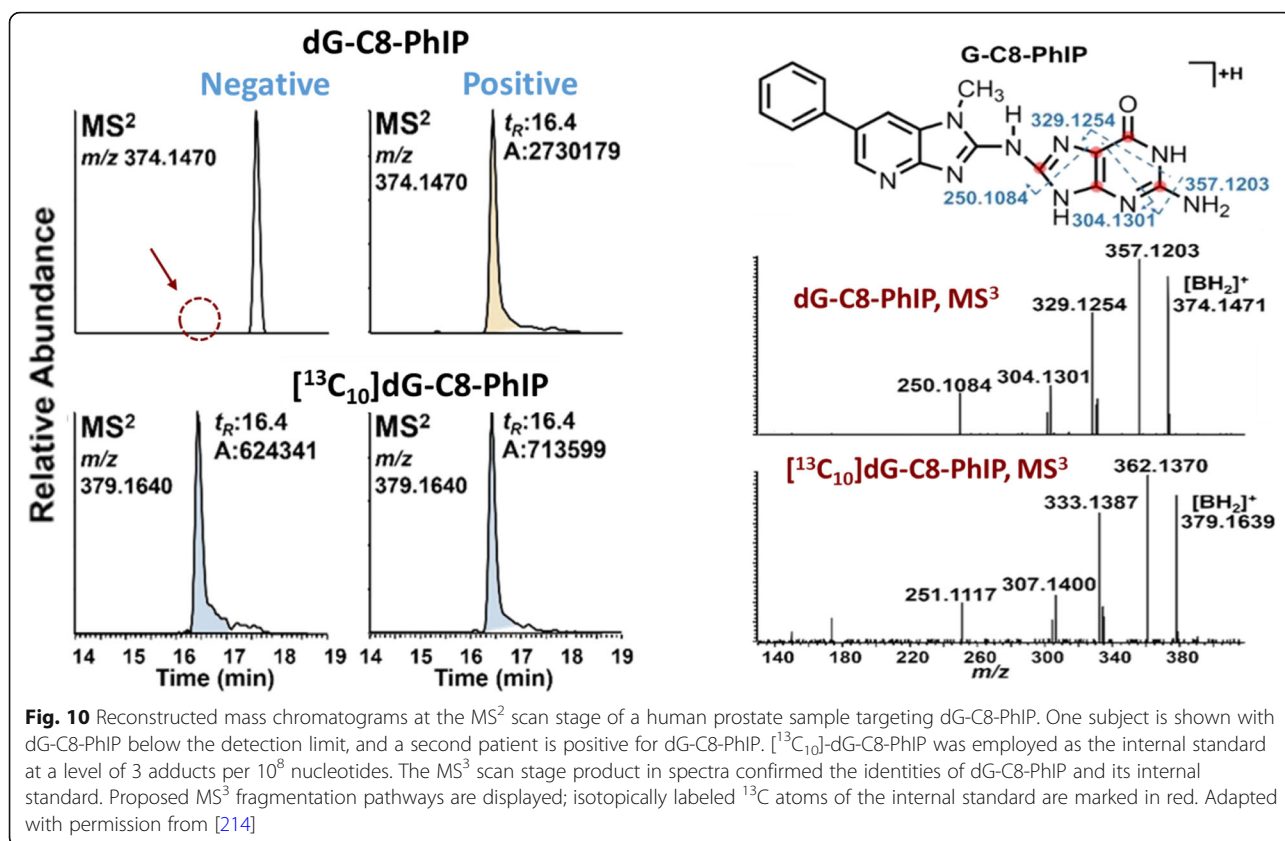 dG-C8-PhIP
Negative
Positive
MS²
m/z 374.1470
MS²
m/z
374.1470
tR:16.4
A:2730179
[¹³C₁₀]dG-C8-PhIP
MS²
m/z
379.1640
tR:16.4
A:624341
MS²
m/z
379.1640
tR:16.4
A:713599
Relative Abundance
14 15 16 17 18 19
Time (min)
14 15 16 17 18 19
Time (min)
G-C8-PhIP
+H
CH₃
O
H
N
N
N
N
N
NH
N
H
N
NH₂
329.1254
250.1084
304.1301
357.1203
dG-C8-PhIP, MS³
357.1203
[BH₂]⁺
374.1471
329.1254
304.1301
250.1084
[¹³C₁₀]dG-C8-PhIP, MS³
362.1370
[BH₂]⁺
379.1639
333.1387
307.1400
251.1117
140 180 220 260 300 340 380
m/z
Fig. 10 Reconstructed mass chromatograms at the MS² scan stage of a human prostate sample targeting dG-C8-PhIP. One subject is shown with
dG-C8-PhIP below the detection limit, and a second patient is positive for dG-C8-PhIP. [¹³C₁₀]-dG-C8-PhIP was employed as the internal standard
at a level of 3 adducts per 10⁸ nucleotides. The MS³ scan stage product in spectra confirmed the identities of dG-C8-PhIP and its internal
standard. Proposed MS³ fragmentation pathways are displayed; isotopically labeled ¹³C atoms of the internal standard are marked in red. Adapted
with permission from [214]